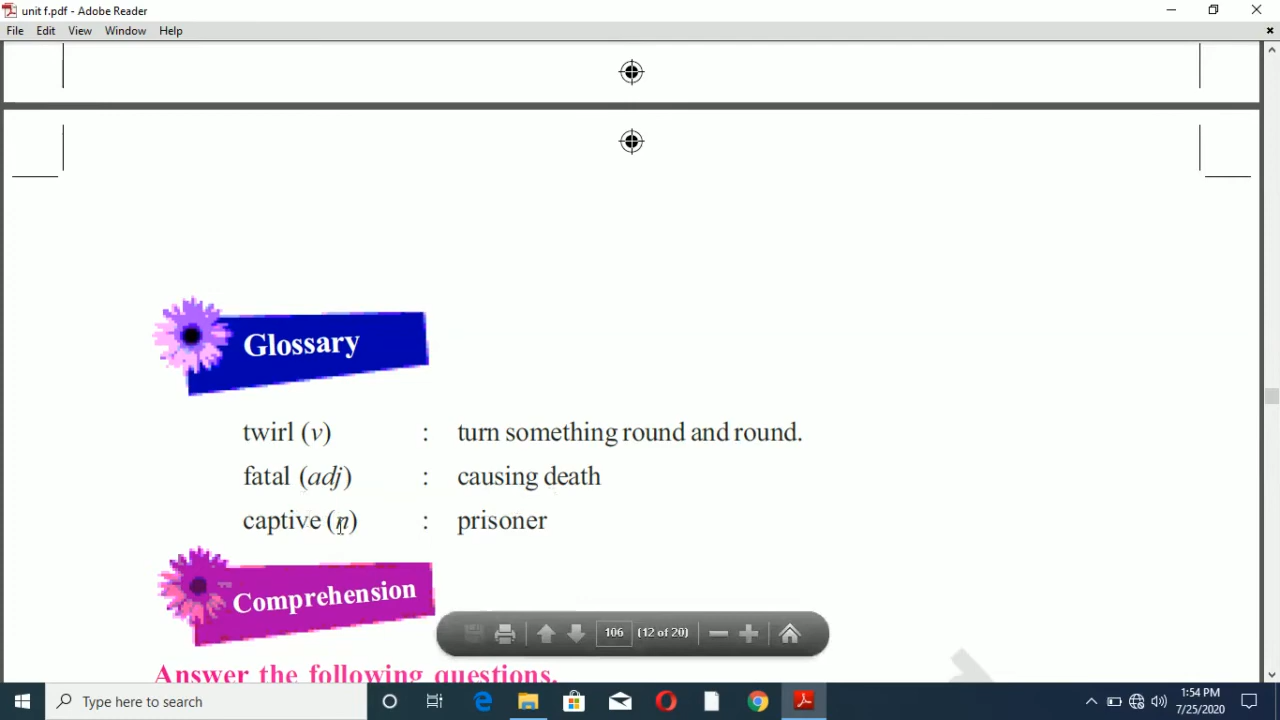 unit f.pdf - Adobe Reader
File Edit View Window Help
Glossary
twirl (v) : turn something round and round.
fatal (adj) : causing death
captive (n) : prisoner
Comprehension
106 (12 of 20)
Answer the following questions.
Type here to search
1:54 PM
7/25/2020